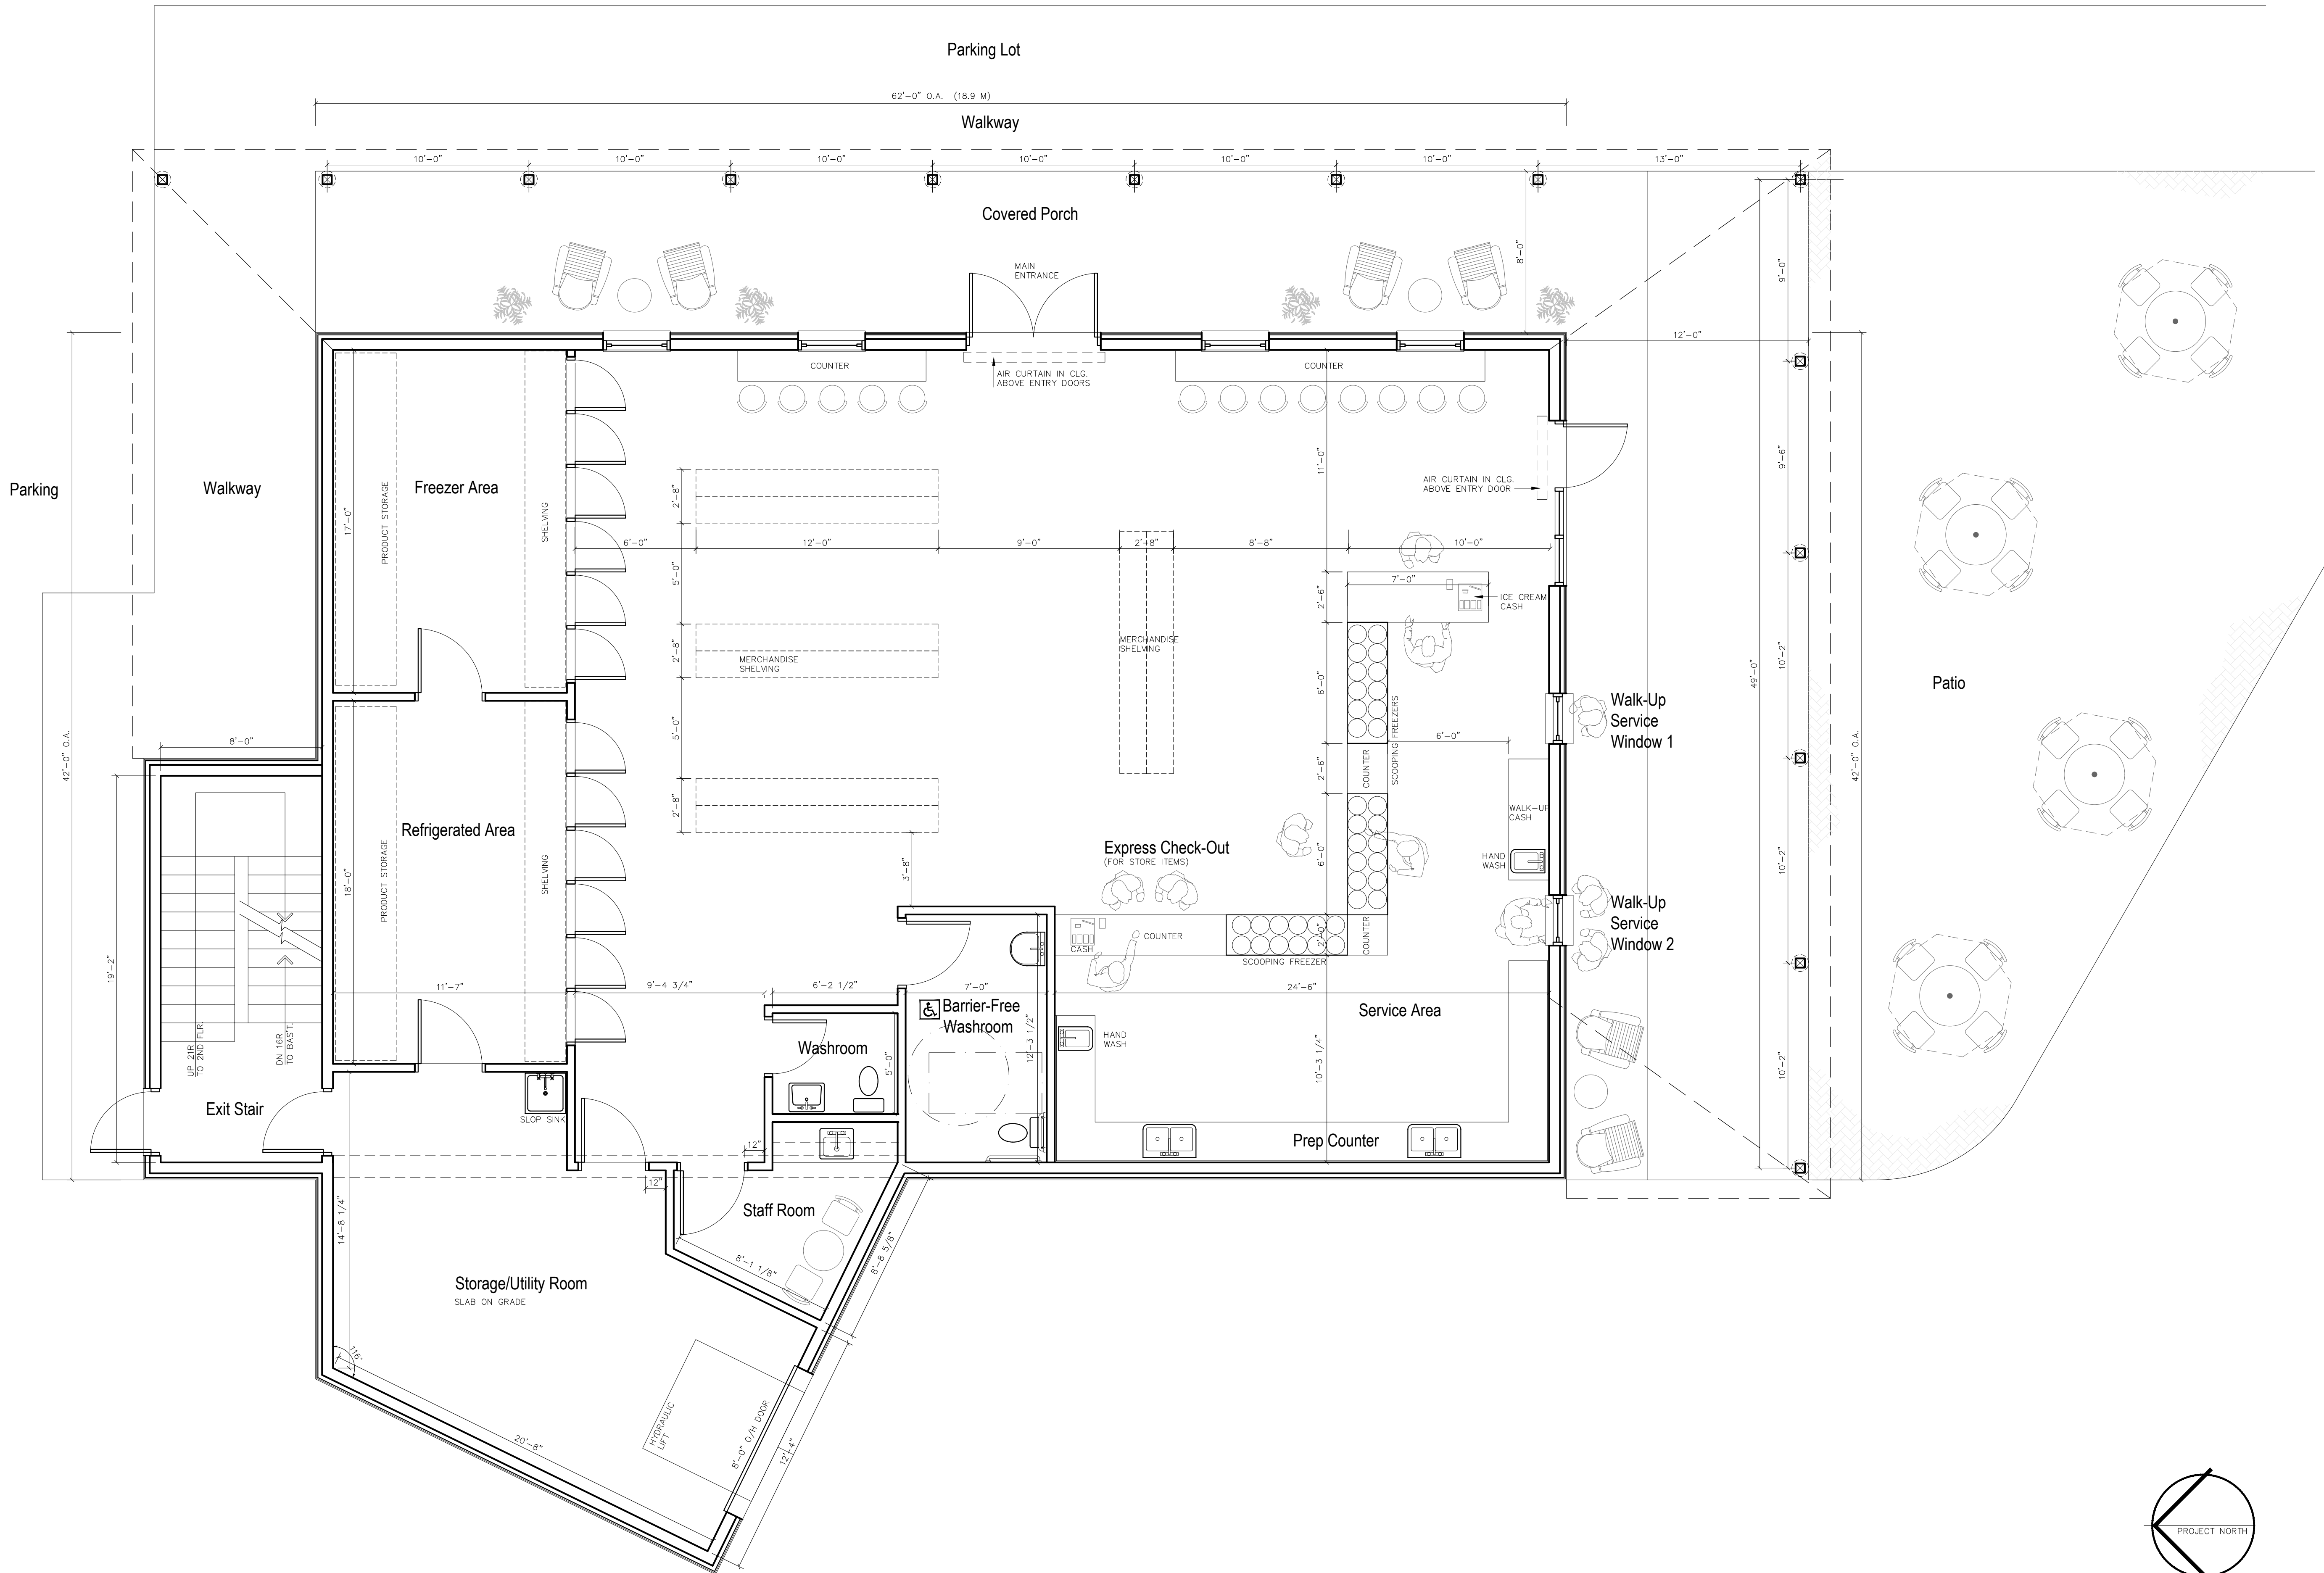 Parking Lot
62'-0" O.A. (18.9 M)
Walkway
10'-0"
10'-0"
10'-0"
10'-0"
10'-0"
10'-0"
13'-0"
Covered Porch
8'-0"
9'-0"
MAIN
ENTRANCE
12'-0"
COUNTER
AIR CURTAIN IN CLG.
ABOVE ENTRY DOORS
COUNTER
11'-0"
9'-6"
AIR CURTAIN IN CLG.
ABOVE ENTRY DOOR
Parking
Walkway
Freezer Area
PRODUCT STORAGE
SHELVING
17'-0"
2'-8"
6'-0"
12'-0"
9'-0"
2'-8"
8'-8"
10'-0"
5'-0"
7'-0"
2'-6"
ICE CREAM
CASH
2'-8"
MERCHANDISE
SHELVING
MERCHANDISE
SHELVING
6'-0"
SCOOPING FREEZERS
10'-2"
49'-0"
Patio
Walk-Up
Service
Window 1
42'-0" O.A.
8'-0"
5'-0"
6'-0"
2'-6"
COUNTER
42'-0" O.A.
2'-8"
WALK-UP
CASH
Refrigerated Area
PRODUCT STORAGE
SHELVING
18'-0"
3'-8"
Express Check-Out
(FOR STORE ITEMS)
6'-0"
HAND
WASH
10'-2"
Walk-Up
Service
Window 2
CASH
COUNTER
2'-0"
COUNTER
SCOOPING FREEZER
19'-2"
11'-7"
9'-4 3/4"
6'-2 1/2"
7'-0"
24'-6"
Barrier-Free
Washroom
12'-3 1/2"
Service Area
UP 21R
TO 2ND FLR.
DN 16R
TO BAS'T.
Washroom
5'-0"
HAND
WASH
10'-3 1/4"
10'-2"
Exit Stair
SLOP SINK
Prep Counter
12"
12"
14'-8 1/4"
Staff Room
8'-1 1/8"
8'-8 5/8"
Storage/Utility Room
SLAB ON GRADE
116°
HYDRAULIC
LIFT
8'-0" O/H DOOR
12'-4"
20'-8"
PROJECT NORTH